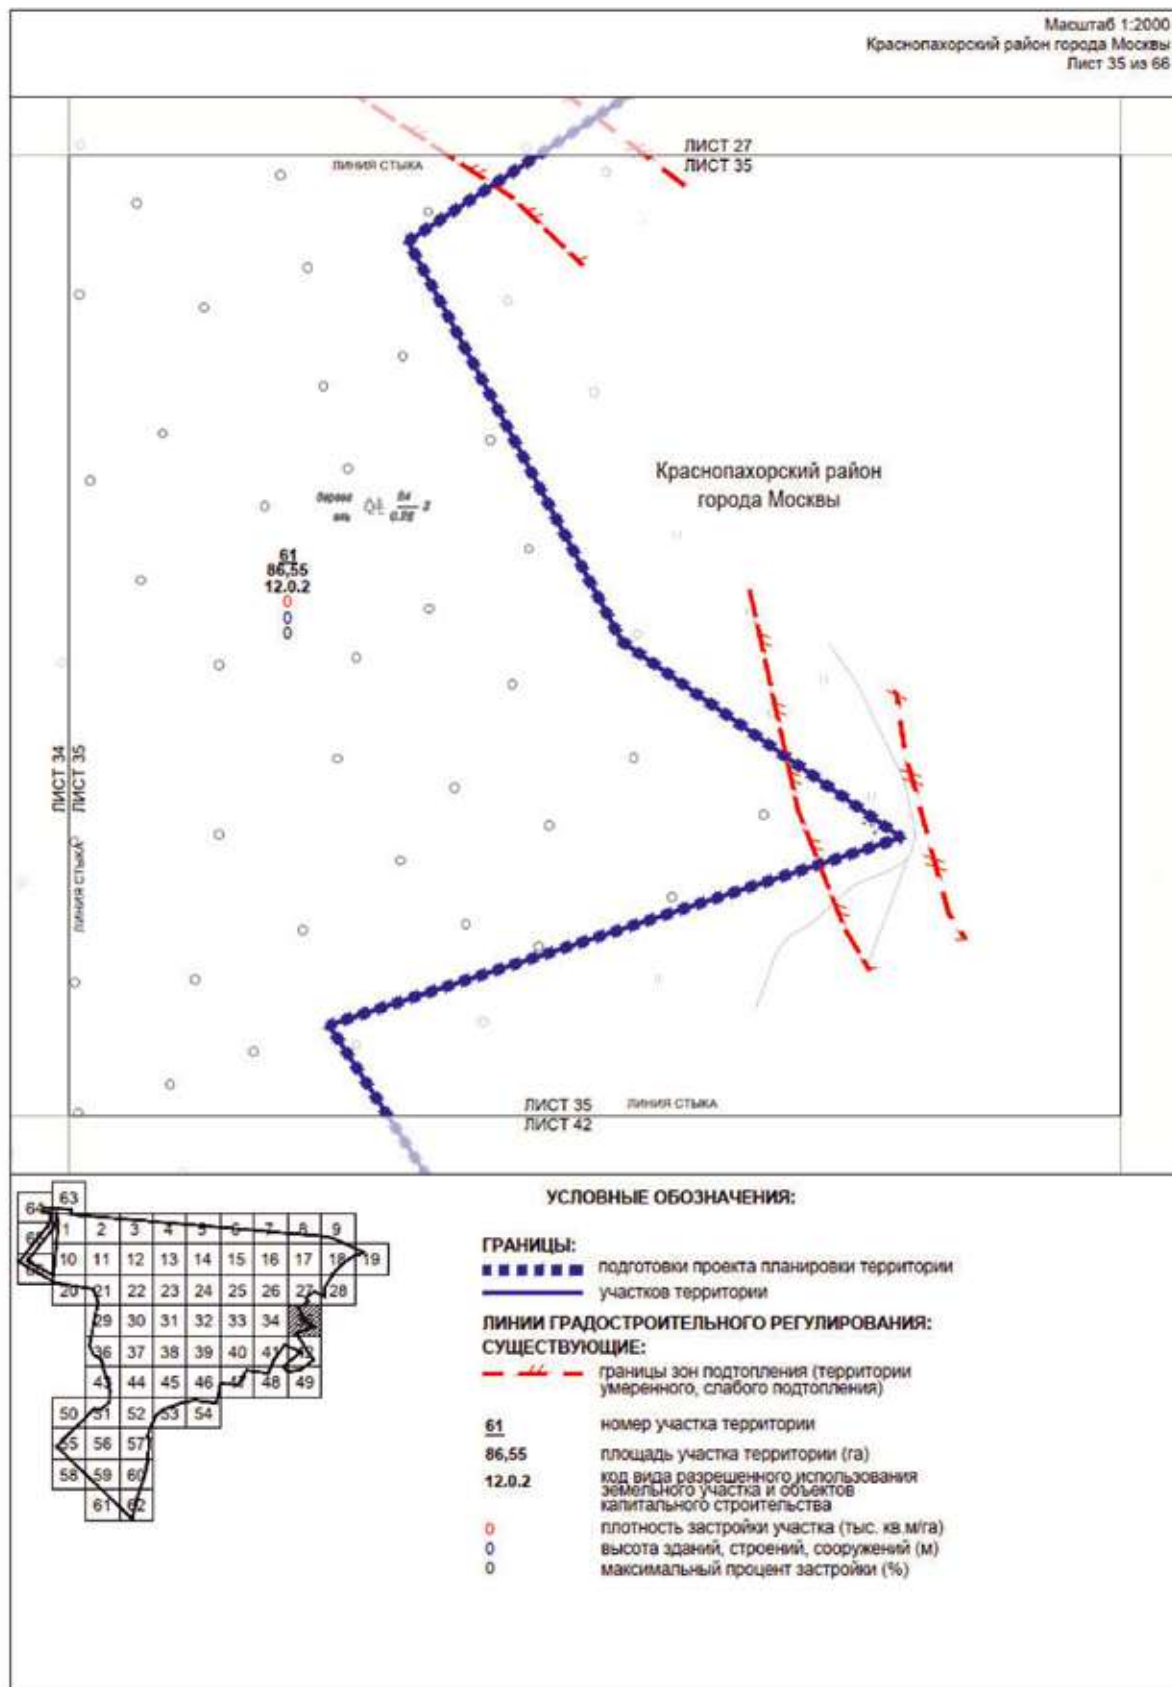 Масштаб 1:2000
Краснопахорский район города Москвы
Лист 35 из 66
ЛИСТ 27
ЛИНИЯ СТЫКА
ЛИСТ 35
Краснопахорский район
города Москвы
61
86,55
12.0.2
0
0
0
ЛИСТ 34
ЛИСТ 35
ЛИНИЯ СТЫКА
ЛИСТ 35 ЛИНИЯ СТЫКА
ЛИСТ 42
63
64
1 2 3 4 5 6 7 8 9
10 11 12 13 14 15 16 17 18 19
20 21 22 23 24 25 26 27 28
29 30 31 32 33 34
36 37 38 39 40 41 42
43 44 45 46 47 48 49
50 51 52 53 54
55 56 57
58 59 60
61 62
УСЛОВНЫЕ ОБОЗНАЧЕНИЯ:
ГРАНИЦЫ:
подготовки проекта планировки территории
участков территории
ЛИНИИ ГРАДОСТРОИТЕЛЬНОГО РЕГУЛИРОВАНИЯ:
СУЩЕСТВУЮЩИЕ:
границы зон подтопления (территории
умеренного, слабого подтопления)
61 номер участка территории
86,55 площадь участка территории (га)
12.0.2 код вида разрешенного использования
земельного участка и объектов
капитального строительства
0 плотность застройки участка (тыс. кв.м/га)
0 высота зданий, строений, сооружений (м)
0 максимальный процент застройки (%)